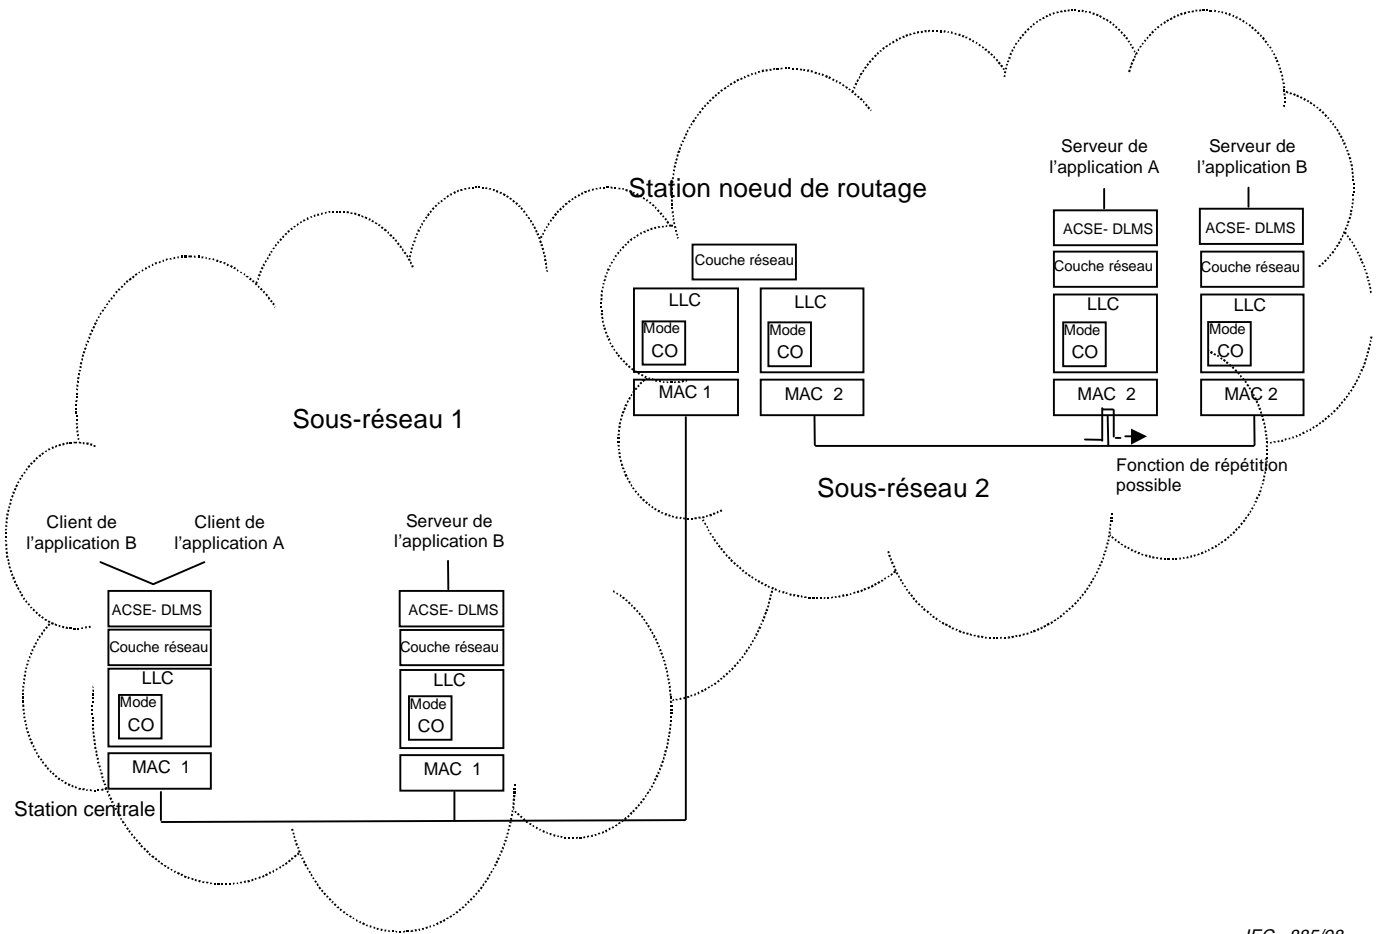 Serveur de
l'application A
Serveur de
l'application B
Station noeud de routage
ACSE- DLMS
ACSE- DLMS
Couche réseau
Couche réseau
Couche réseau
LLC
Mode
CO
LLC
Mode
CO
LLC
Mode
CO
LLC
Mode
CO
MAC 1
MAC 2
MAC 2
MAC 2
Sous-réseau 1
Fonction de répétition
possible
Sous-réseau 2
Client de
l'application B
Client de
l'application A
Serveur de
l'application B
ACSE- DLMS
ACSE- DLMS
Couche réseau
Couche réseau
LLC
Mode
CO
LLC
Mode
CO
MAC 1
MAC 1
Station centrale